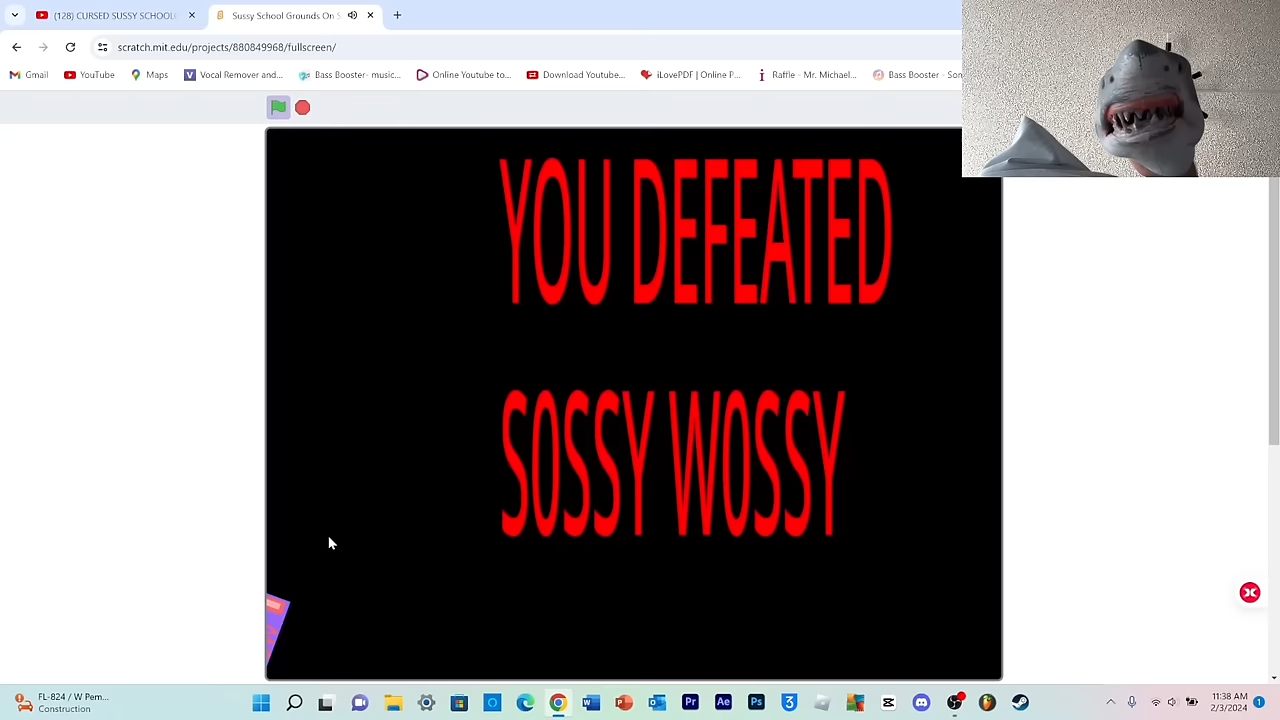 (128) CURSED SUSSY SCHOOL
Sussy School Grounds On S
scratch.mit.edu/projects/880849968/fullscreen/
Gmail
YouTube
Maps
Vocal Remover and...
Bass Booster- music...
Online Youtube to...
Download Youtube...
iLovePDF | Online P...
Raffle - Mr. Michael...
Bass Booster - Son
YOU DEFEATED
SOSSY WOSSY
FL-824 / W Pem...
Construction
11:38 AM
2/3/2024